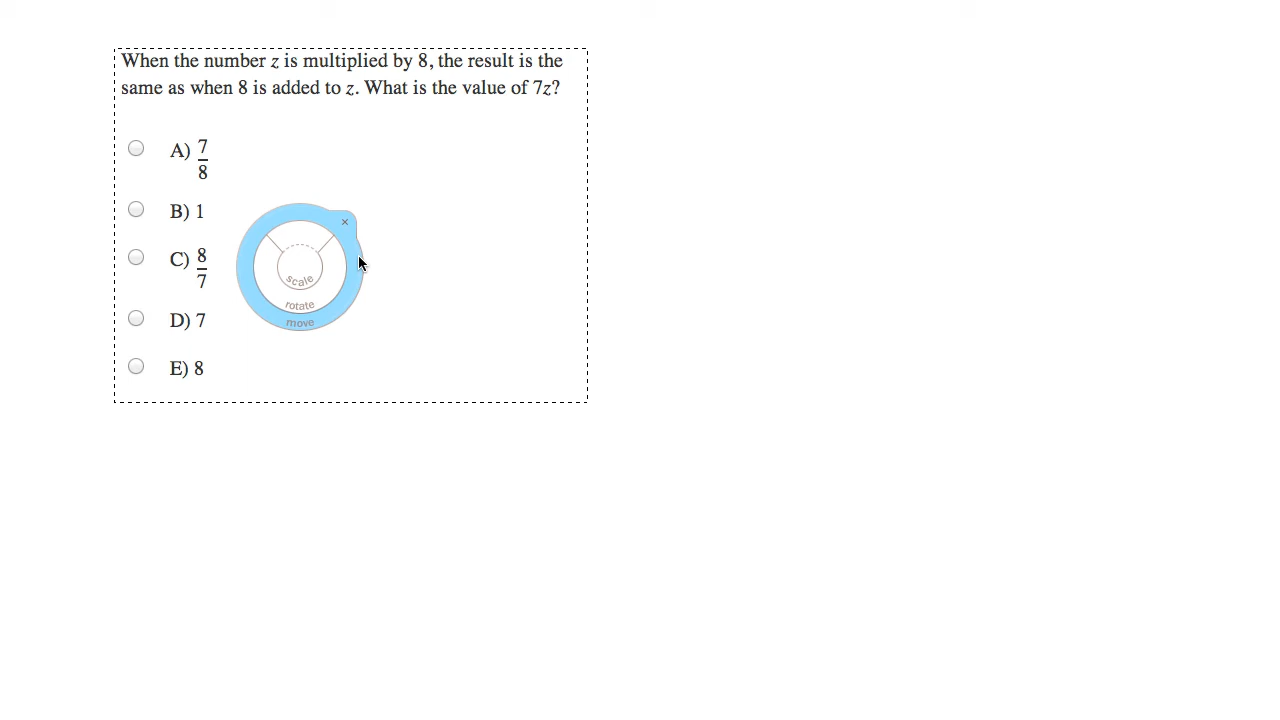 When the number z is multiplied by 8, the result is the
same as when 8 is added to z. What is the value of 7z?
A) 7/8
B) 1
C) 8/7
D) 7
E) 8
×
scale
rotate
move